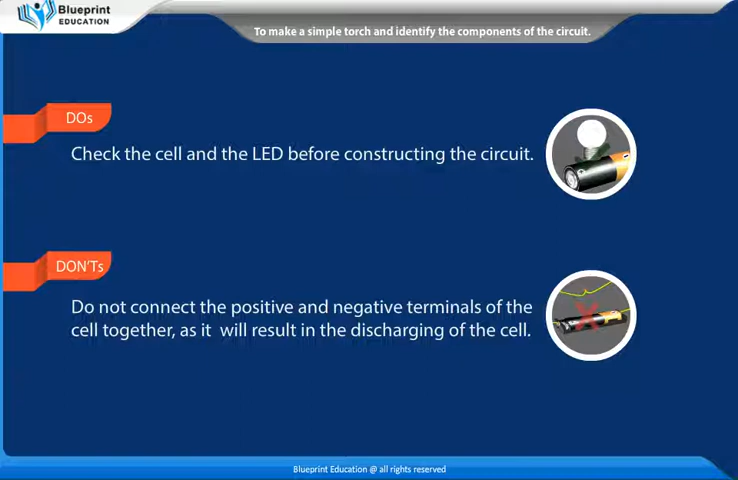 Blueprint
EDUCATION
To make a simple torch and identify the components of the circuit.
DOs
Check the cell and the LED before constructing the circuit.
DON'Ts
Do not connect the positive and negative terminals of the
cell together, as it will result in the discharging of the cell.
Blueprint Education @ all rights reserved